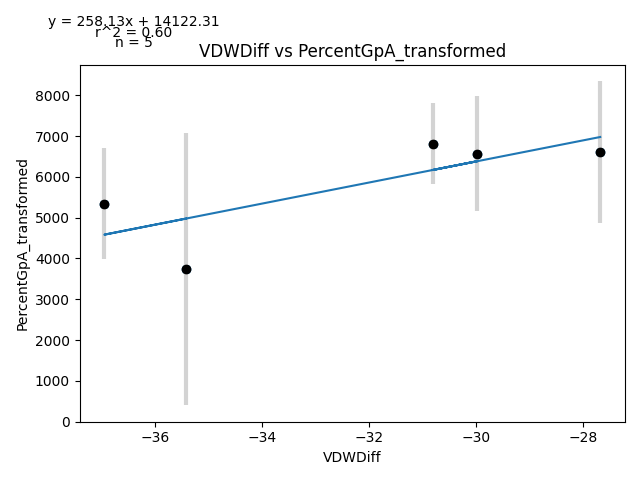 y = 258.13x + 14122.31
r^2 = 0.60
n = 5
VDWDiff vs PercentGpA_transformed
8000
7000
6000
5000
4000
3000
2000
1000
0
PercentGpA_transformed
−36
−34
−32
−30
−28
VDWDiff